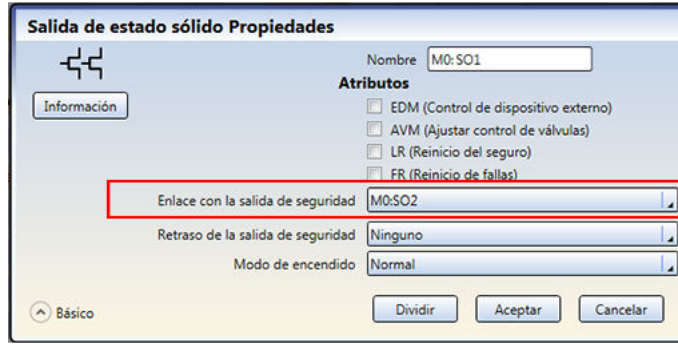 Salida de estado sólido Propiedades
Nombre M0:SO1
Atributos
Información
EDM (Control de dispositivo externo)
AVM (Ajustar control de válvulas)
LR (Reinicio del seguro)
FR (Reinicio de fallas)
Enlace con la salida de seguridad M0:SO2
Retraso de la salida de seguridad Ninguno
Modo de encendido Normal
Básico Dividir Aceptar Cancelar